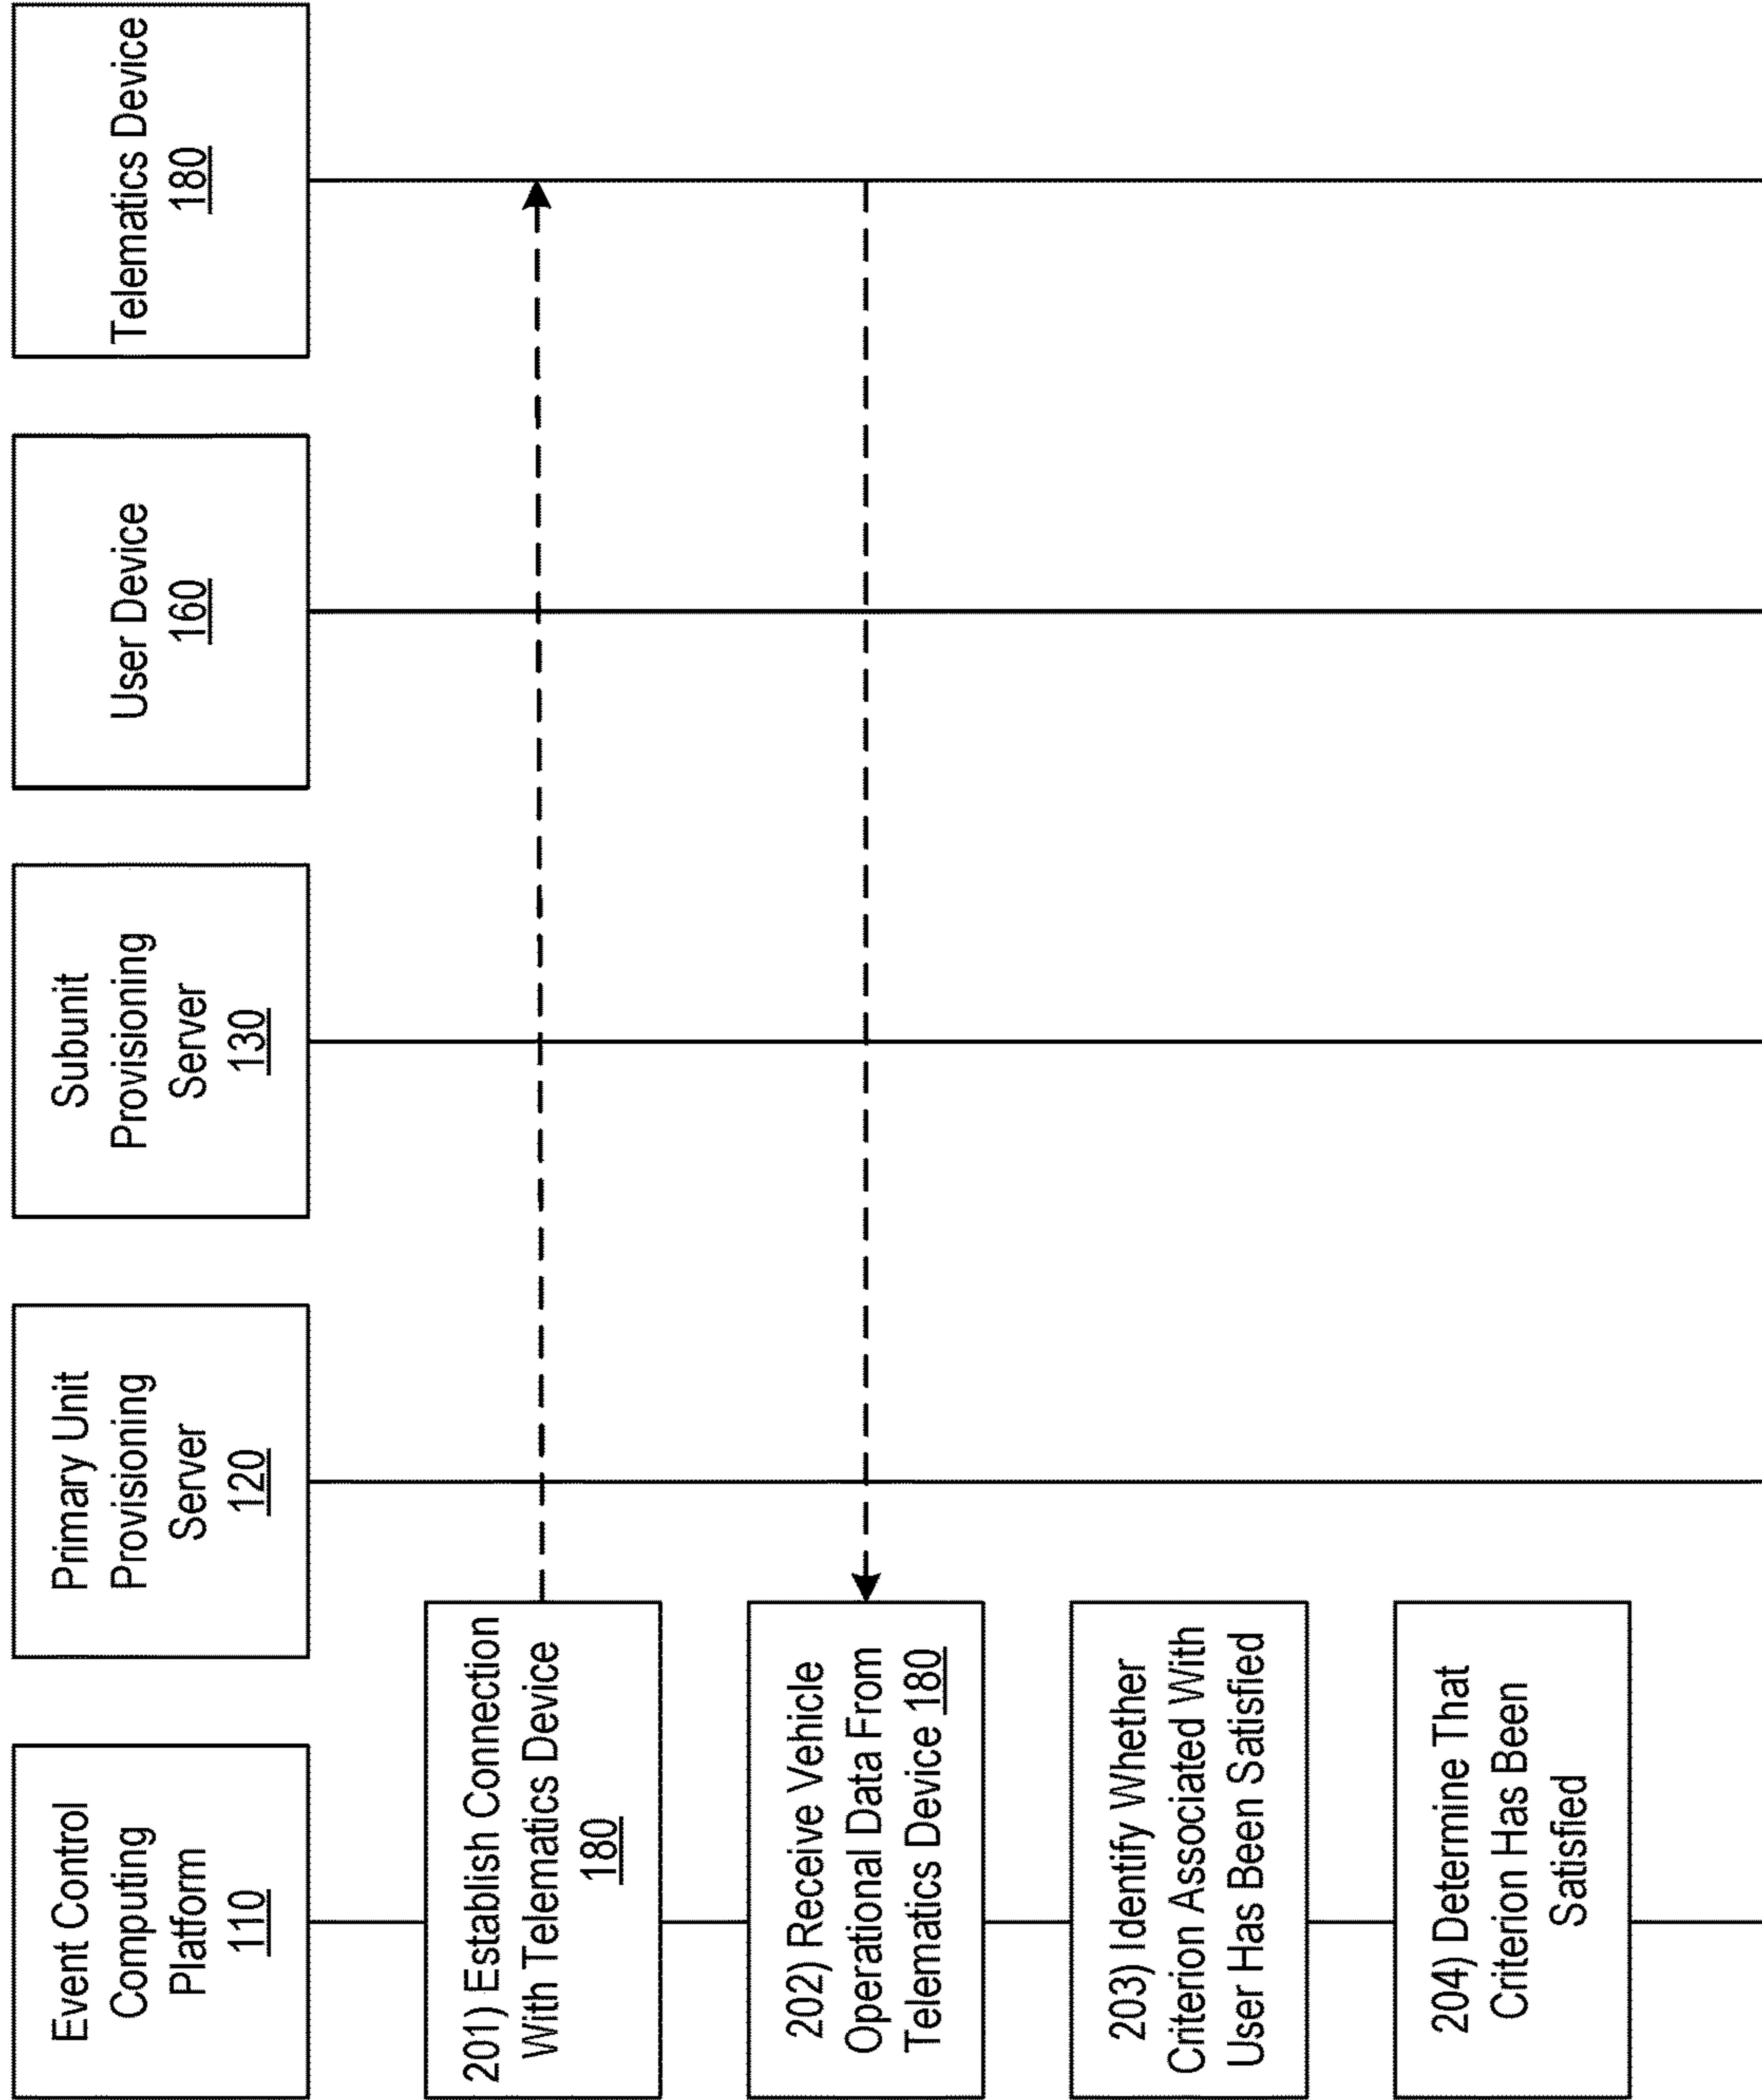 Event Control
Computing
Platform
110
Primary Unit
Provisioning
Server
120
Subunit
Provisioning
Server
130
User Device
160
Telematics Device
180
201) Establish Connection
With Telematics Device
180
202) Receive Vehicle
Operational Data From
Telematics Device 180
203) Identify Whether
Criterion Associated With
User Has Been Satisfied
204) Determine That
Criterion Has Been
Satisfied